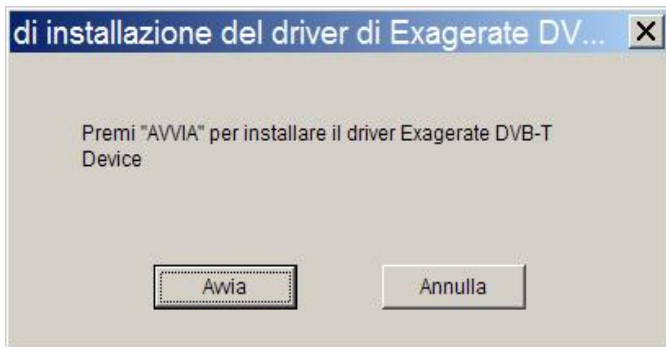 di installazione del driver di Exagerate DV...
Premi "AVVIA" per installare il driver Exagerate DVB-T
Device
Avvia
Annulla